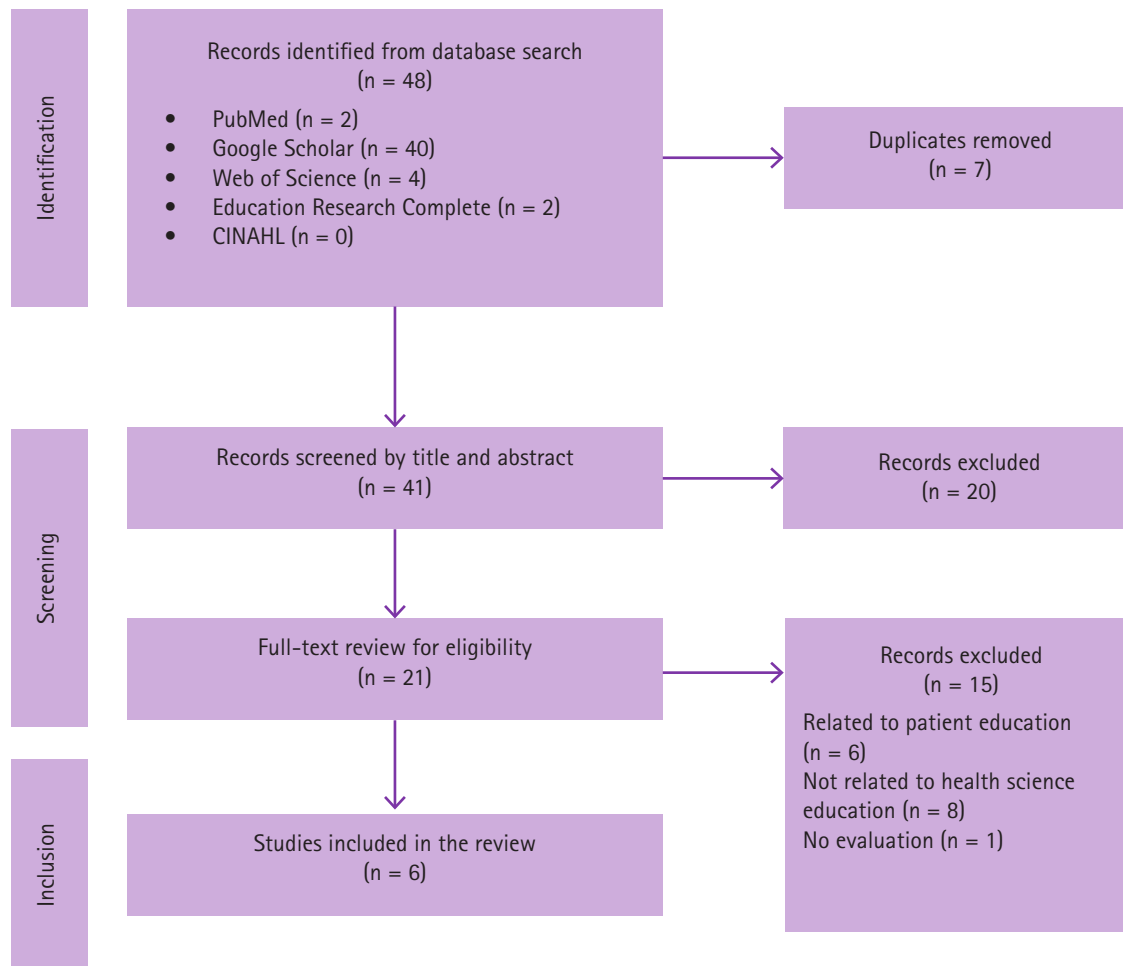 Identification
Records identified from database search
(n = 48)
• PubMed (n = 2)
• Google Scholar (n = 40)
• Web of Science (n = 4)
• Education Research Complete (n = 2)
• CINAHL (n = 0)
Duplicates removed
(n = 7)
Screening
Records screened by title and abstract
(n = 41)
Records excluded
(n = 20)
Full-text review for eligibility
(n = 21)
Records excluded
(n = 15)
Related to patient education
(n = 6)
Not related to health science
education (n = 8)
No evaluation (n = 1)
Inclusion
Studies included in the review
(n = 6)